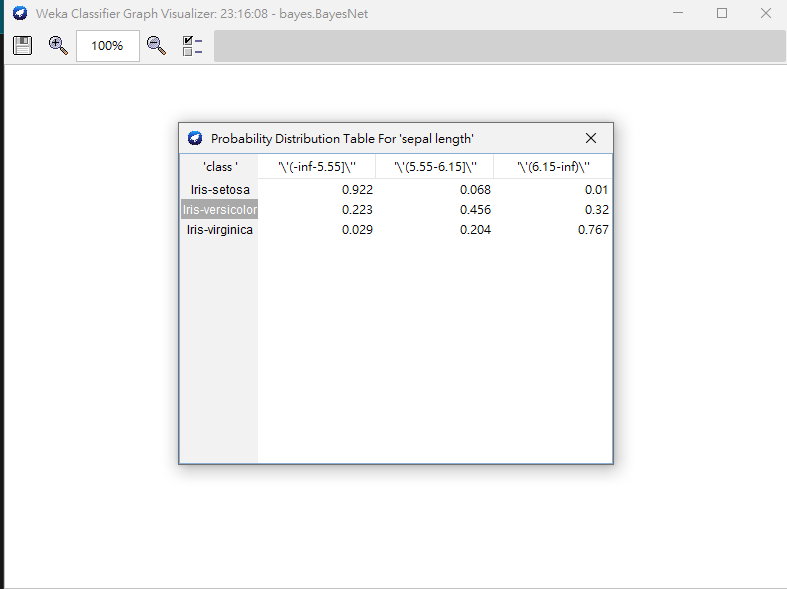 Weka Classifier Graph Visualizer: 23:16:08 - bayes.BayesNet
100%
Probability Distribution Table For 'sepal length'
'class ' '\'(-inf-5.55]\'' '\'(5.55-6.15]\'' '\'(6.15-inf)\''
Iris-setosa 0.922 0.068 0.01
Iris-versicolor 0.223 0.456 0.32
Iris-virginica 0.029 0.204 0.767